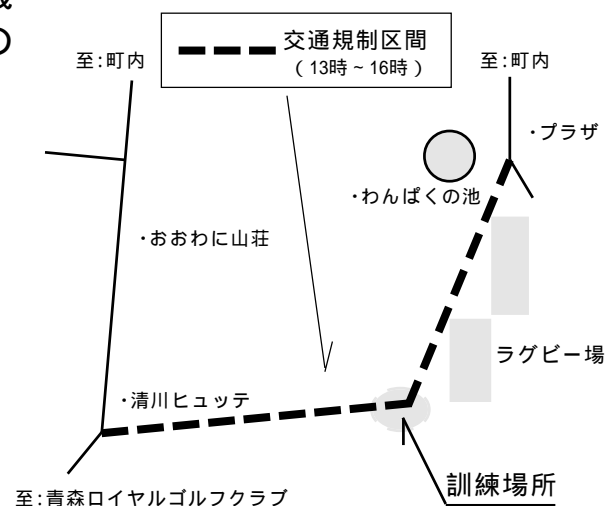 の
交通規制区間
（13時～16時）
至:町内
至:町内
・プラザ
・わんぱくの池
・おおわに山荘
ラグビー場
・清川ヒュッテ
訓練場所
至:青森ロイヤルゴルフクラブ